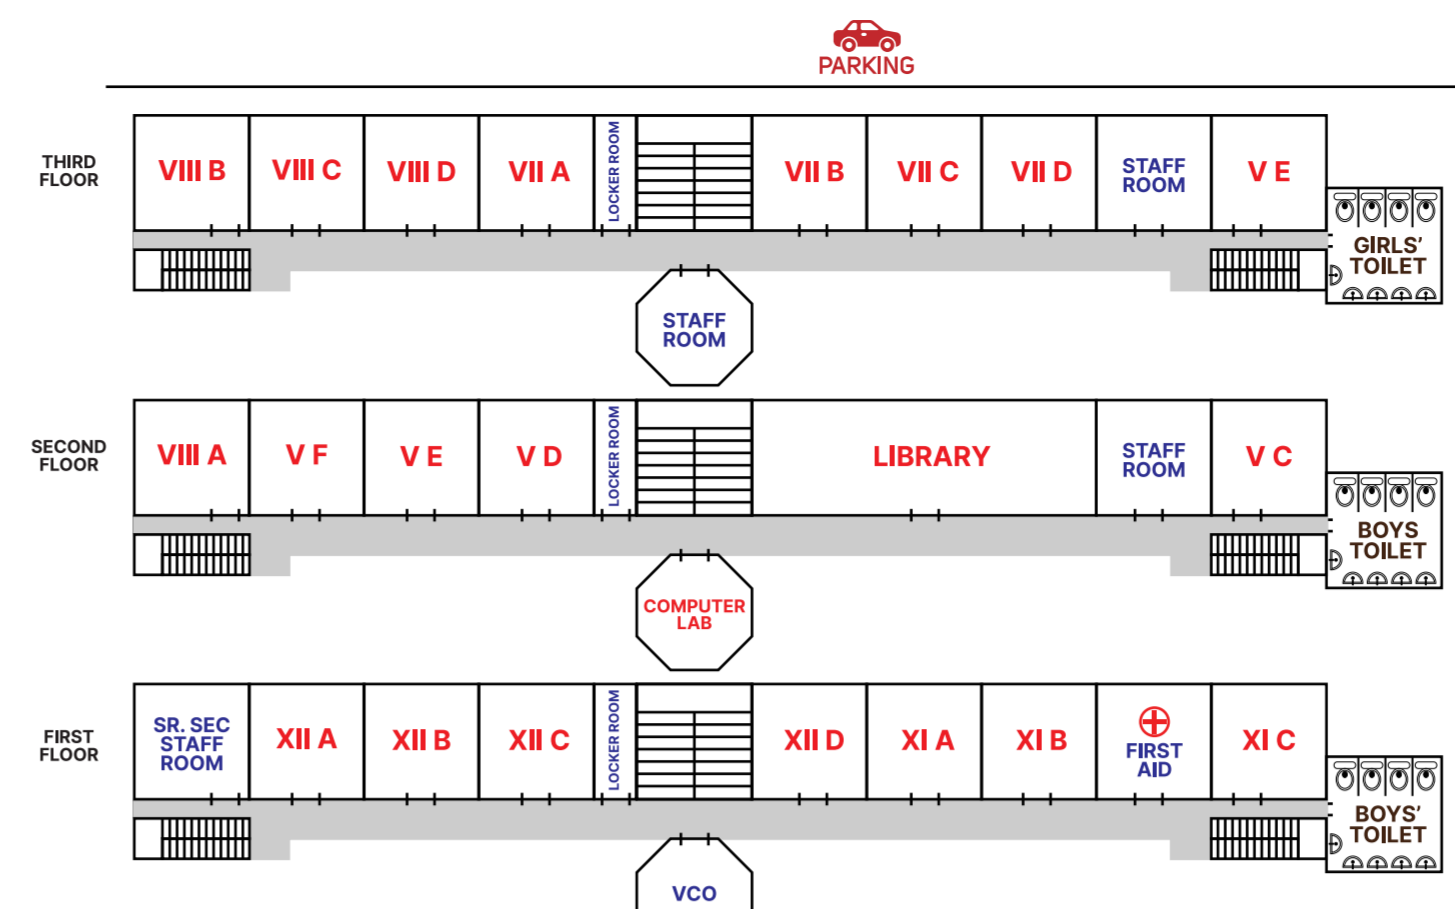 PARKING
THIRD
FLOOR
VIII B
VIII C
VIII D
VII A
LOCKER ROOM
VII B
VII C
VII D
STAFF
ROOM
V E
GIRLS'
TOILET
STAFF
ROOM
SECOND
FLOOR
VIII A
V F
V E
V D
LOCKER ROOM
LIBRARY
STAFF
ROOM
V C
BOYS
TOILET
COMPUTER
LAB
FIRST
FLOOR
SR. SEC
STAFF
ROOM
XII A
XII B
XII C
LOCKER ROOM
XII D
XI A
XI B
FIRST
AID
XI C
BOYS'
TOILET
VCO